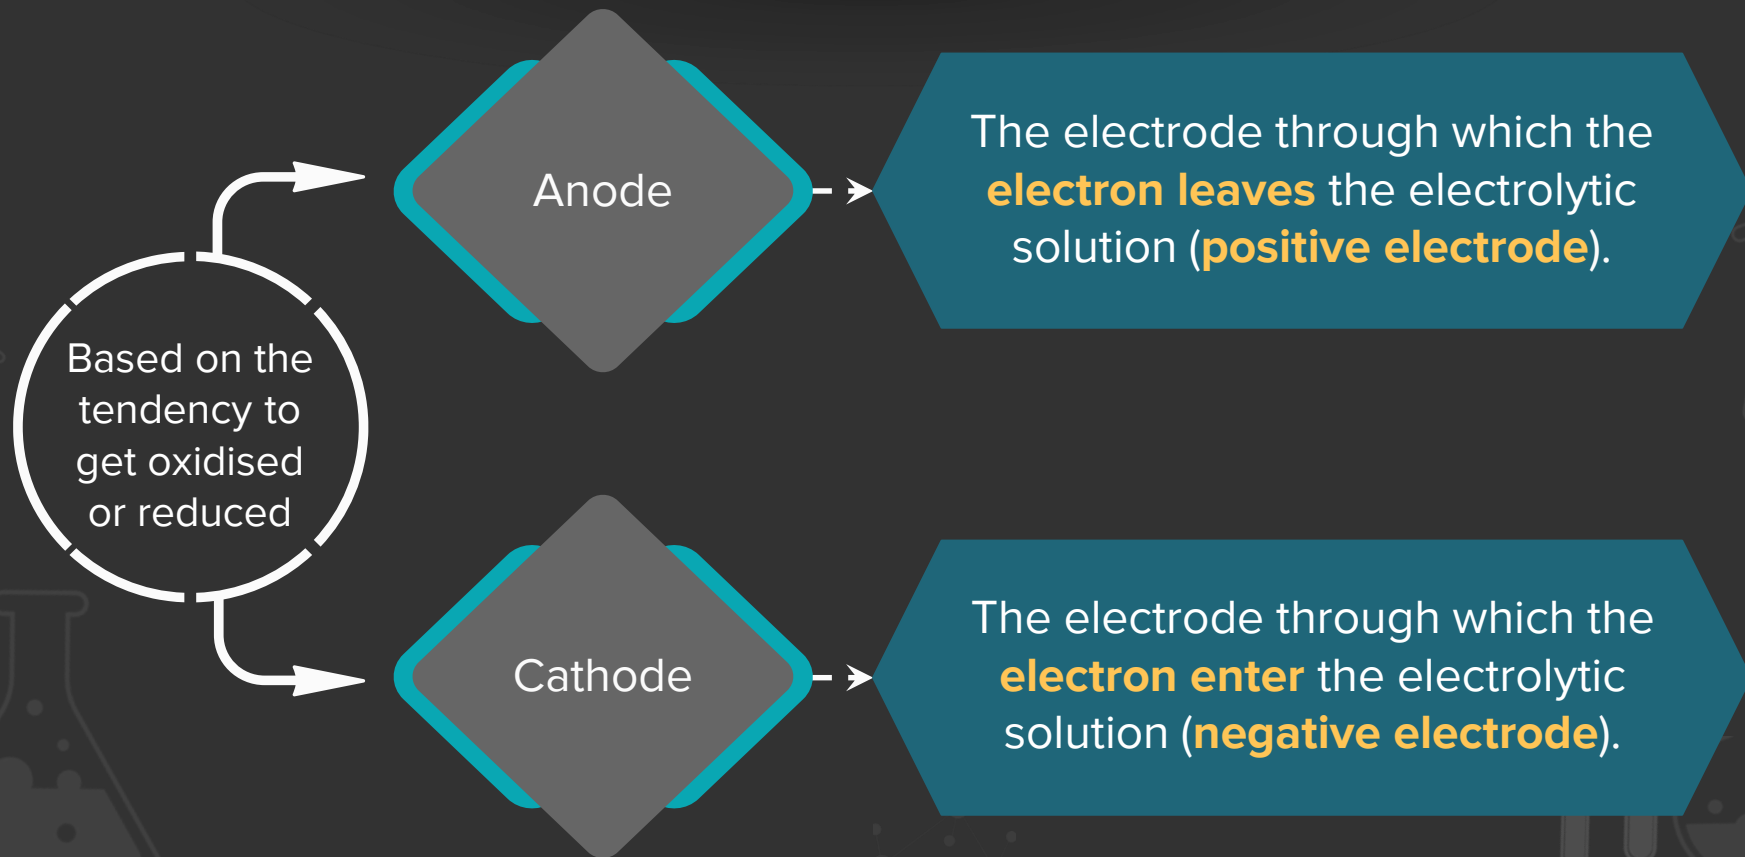 Anode
The electrode through which the
electron leaves the electrolytic
solution (positive electrode).
Based on the
tendency to
get oxidised
or reduced
Cathode
The electrode through which the
electron enter the electrolytic
solution (negative electrode).